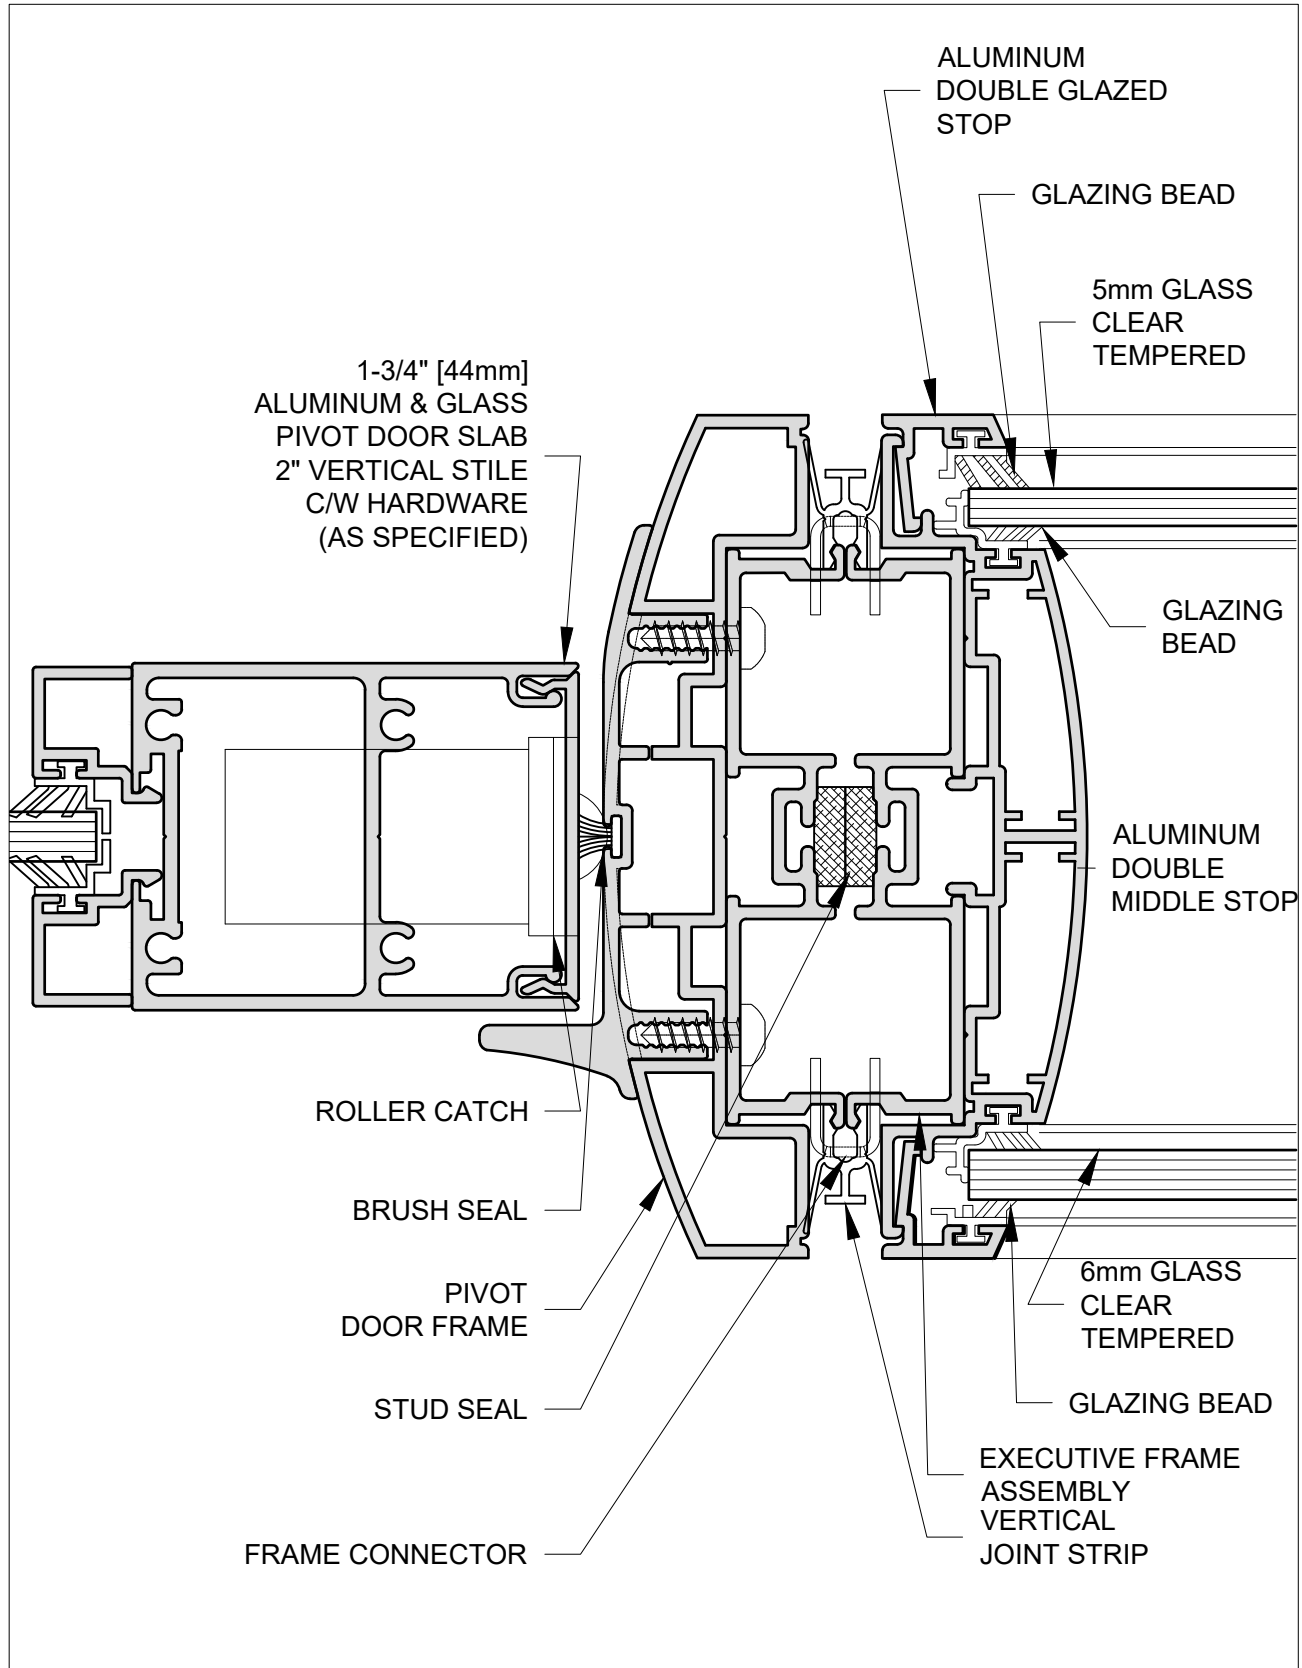 ALUMINUM
DOUBLE GLAZED
STOP
GLAZING BEAD
5mm GLASS
CLEAR
TEMPERED
1-3/4" [44mm]
ALUMINUM & GLASS
PIVOT DOOR SLAB
2" VERTICAL STILE
C/W HARDWARE
(AS SPECIFIED)
GLAZING
BEAD
ALUMINUM
DOUBLE
MIDDLE STOP
ROLLER CATCH
BRUSH SEAL
PIVOT
DOOR FRAME
STUD SEAL
FRAME CONNECTOR
6mm GLASS
CLEAR
TEMPERED
GLAZING BEAD
EXECUTIVE FRAME
ASSEMBLY
VERTICAL
JOINT STRIP